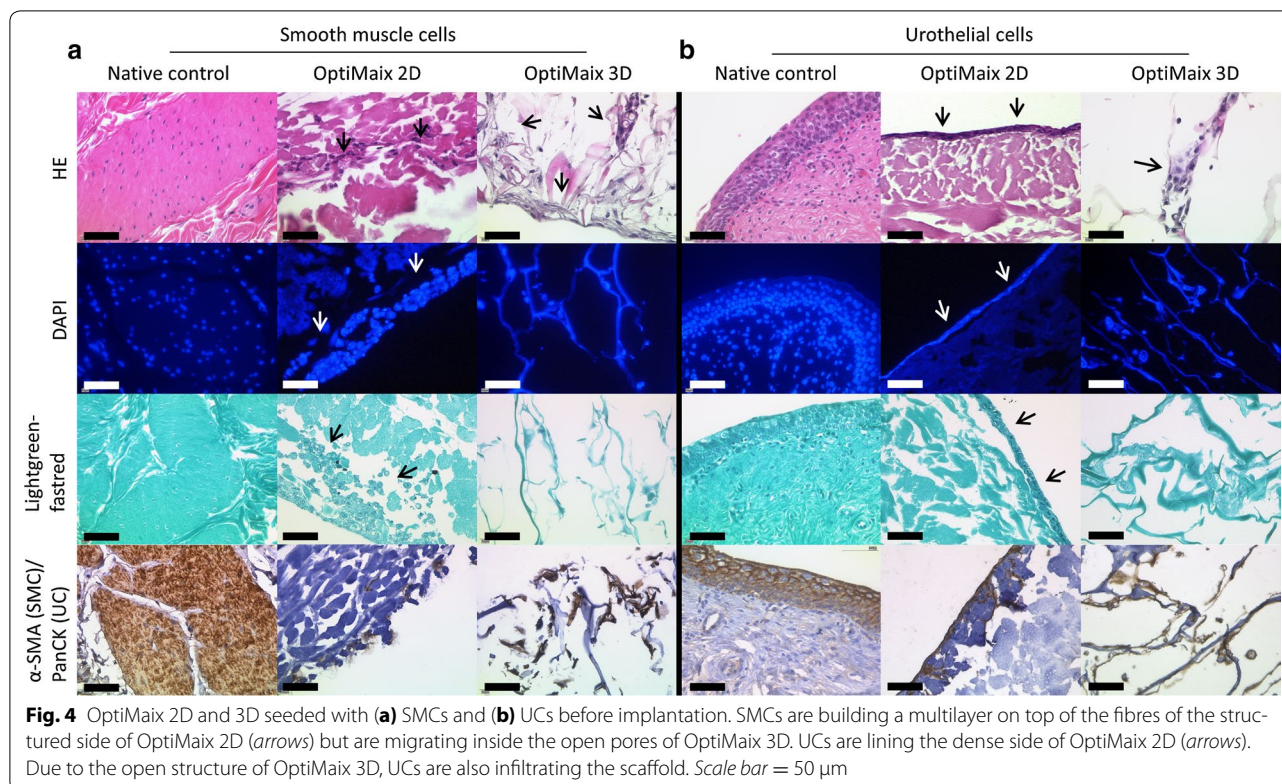 a
Smooth muscle cells
b
Urothelial cells
Native control
OptiMaix 2D
OptiMaix 3D
Native control
OptiMaix 2D
OptiMaix 3D
HE
DAPI
Lightgreen-
fastred
α-SMA (SMC)/
PanCK (UC)
Fig. 4 OptiMaix 2D and 3D seeded with (a) SMCs and (b) UCs before implantation. SMCs are building a multilayer on top of the fibres of the struc-
tured side of OptiMaix 2D (arrows) but are migrating inside the open pores of OptiMaix 3D. UCs are lining the dense side of OptiMaix 2D (arrows).
Due to the open structure of OptiMaix 3D, UCs are also infiltrating the scaffold. Scale bar = 50 μm